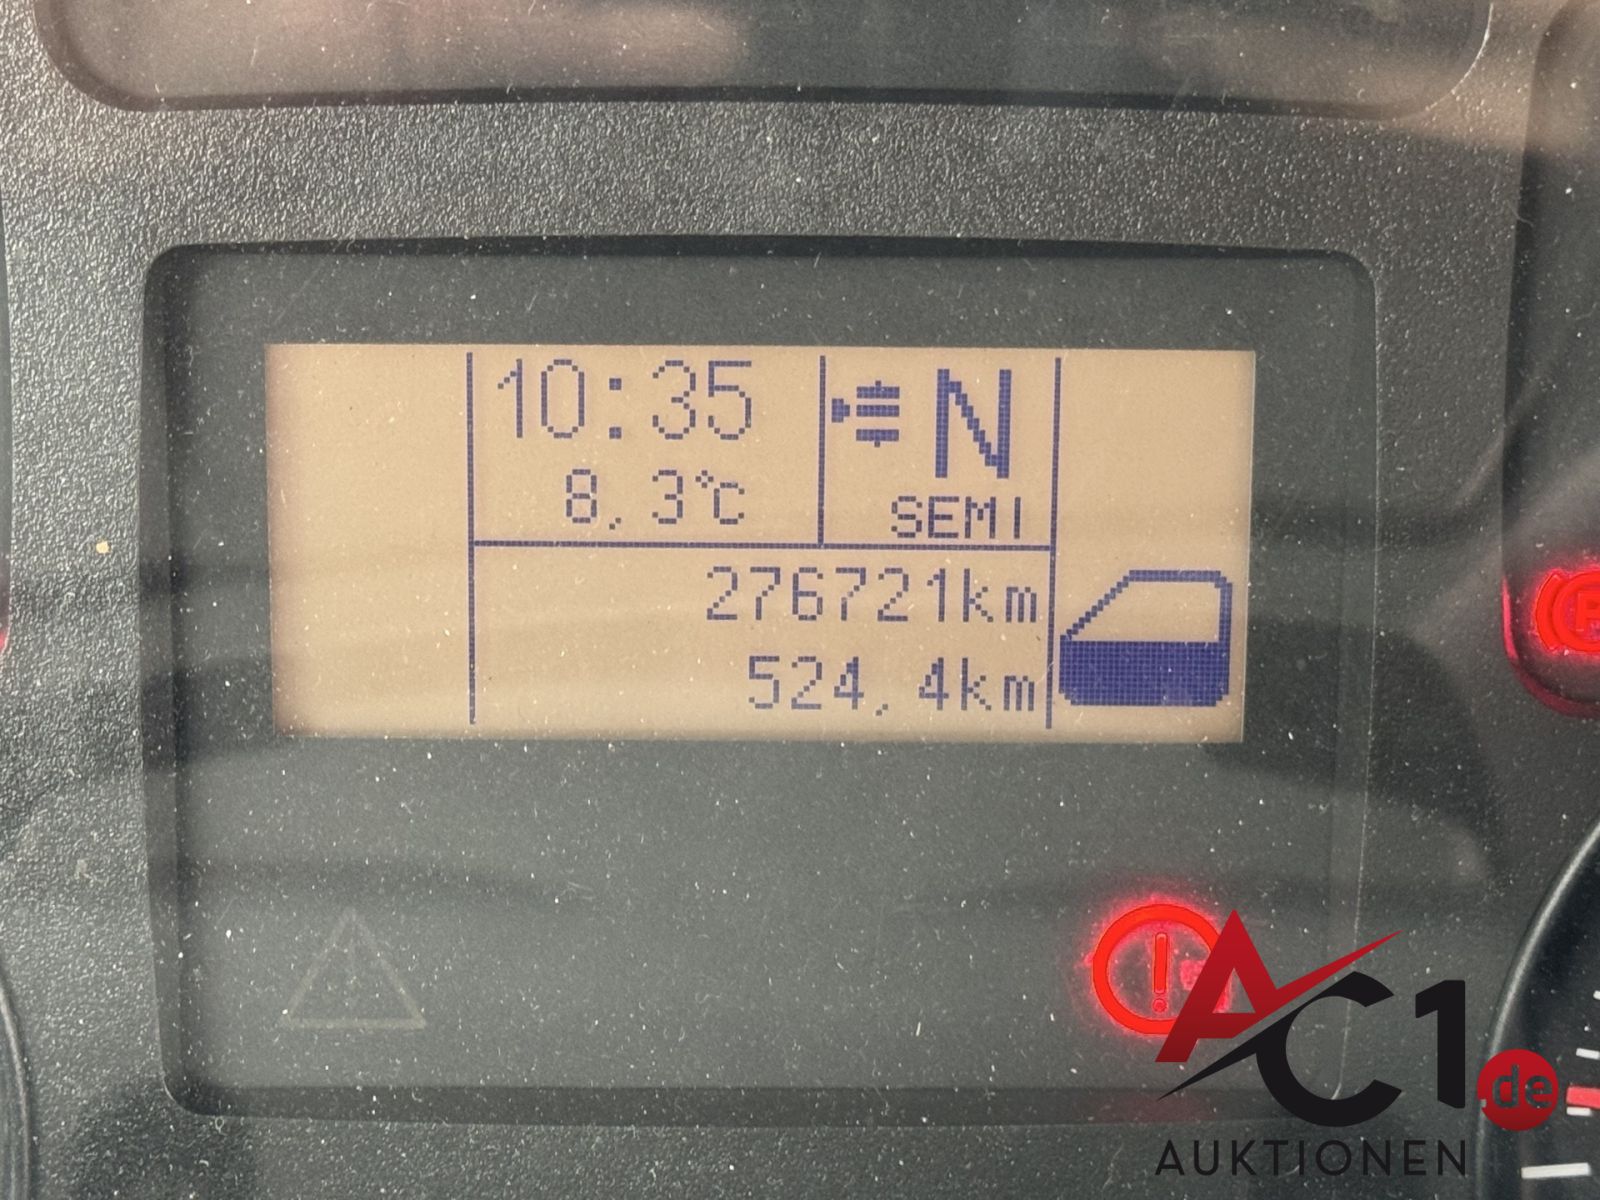 10:35
N
8,3°C
SEMI
276721km
524,4km
P
AC1.de
AUKTIONEN